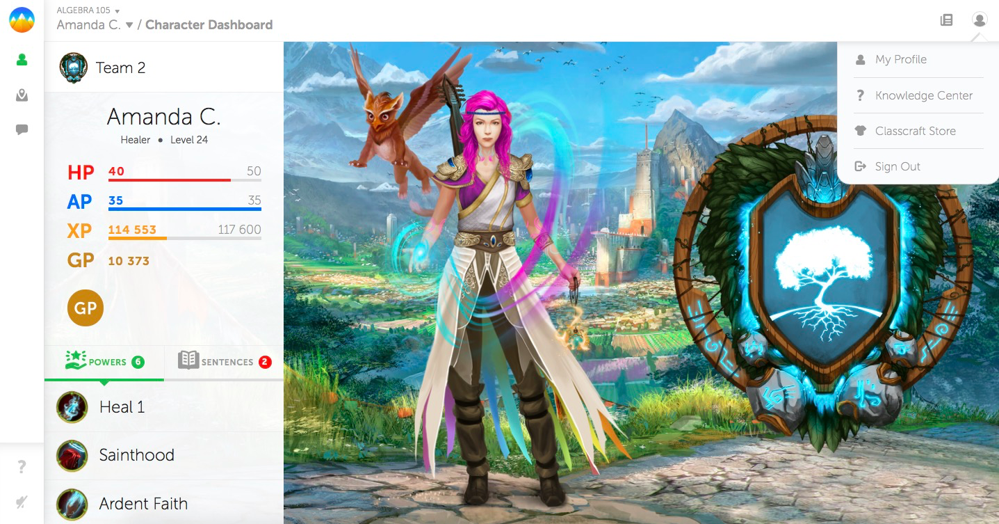 ALGEBRA 105
Amanda C. / Character Dashboard
Team 2
Amanda C.
Healer • Level 24
HP 40 50
AP 35 35
XP 114 553 117 600
GP 10 373
GP
POWERS 6
SENTENCES 2
Heal 1
Sainthood
Ardent Faith
?
My Profile
? Knowledge Center
Classcraft Store
Sign Out